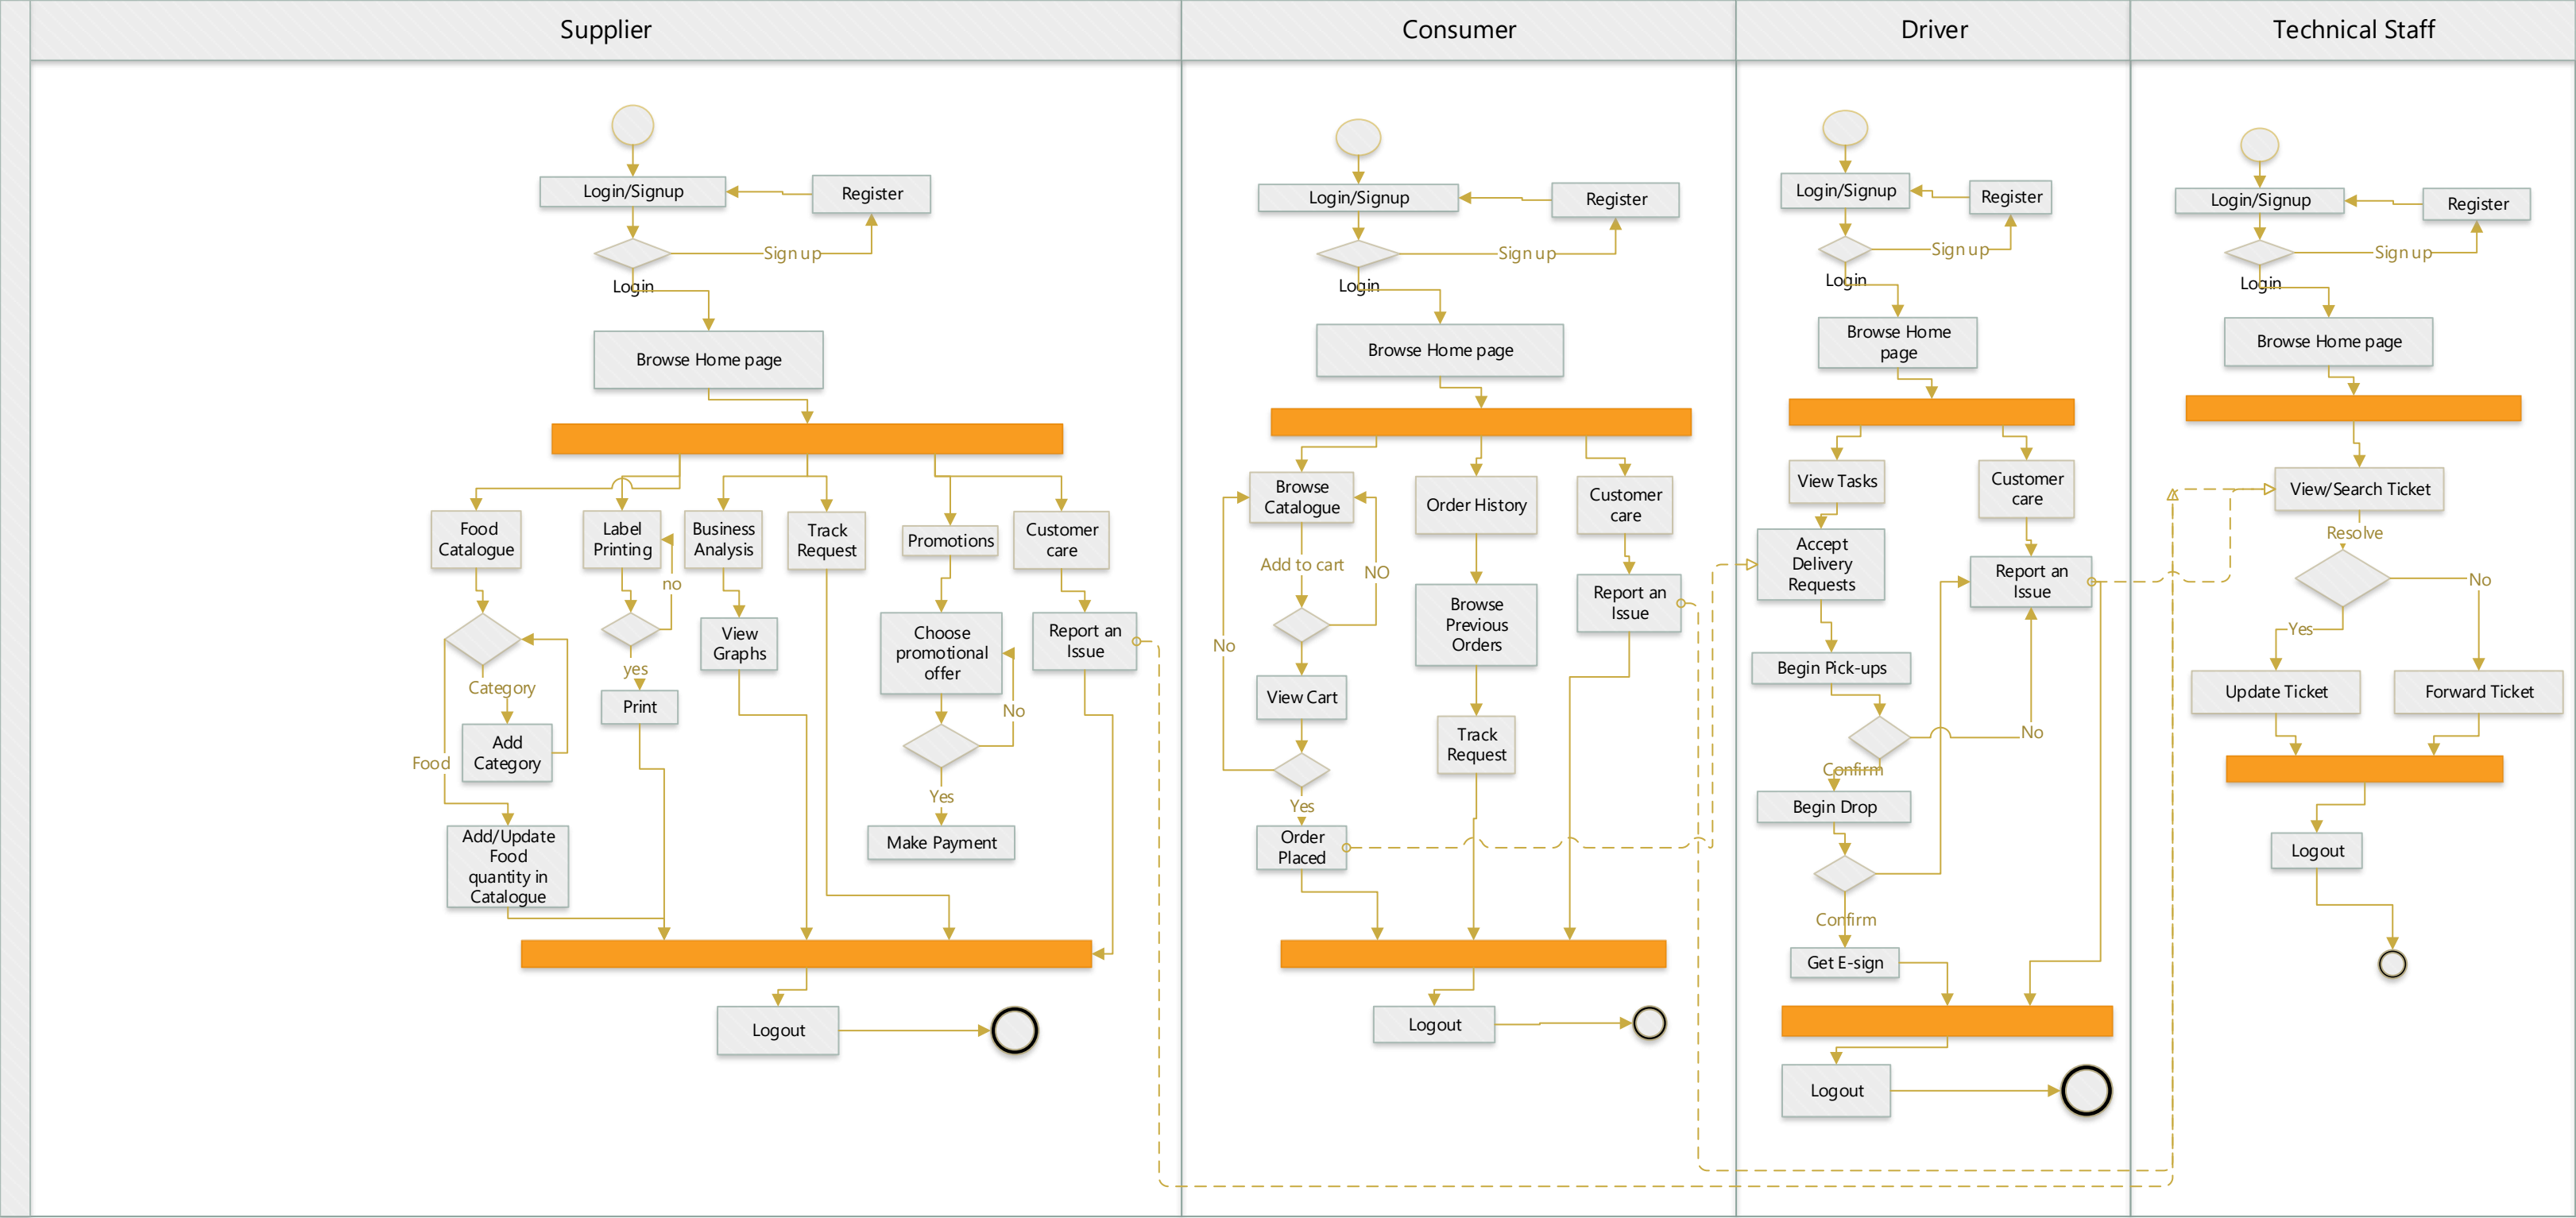 Supplier
Consumer
Driver
Technical Staff
Login/Signup
Register
Sign up
Login
Browse Home page
Food
Catalogue
Label
Printing
Business
Analysis
Track
Request
Promotions
Customer
care
no
yes
Category
Food
Add
Category
Add/Update
Food
quantity in
Catalogue
Print
View
Graphs
Choose
promotional
offer
No
Yes
Make Payment
Report an
Issue
Logout
Login/Signup
Register
Sign up
Login
Browse Home page
Browse
Catalogue
Order History
Customer
care
Add to cart
NO
No
View Cart
Yes
Order
Placed
Browse
Previous
Orders
Track
Request
Report an
Issue
Logout
Login/Signup
Register
Sign up
Login
Browse Home
page
View Tasks
Customer
care
Accept
Delivery
Requests
Report an
Issue
Begin Pick-ups
No
Confirm
Begin Drop
Confirm
Get E-sign
Logout
Login/Signup
Register
Sign up
Login
Browse Home page
View/Search Ticket
Resolve
No
Yes
Update Ticket
Forward Ticket
Logout